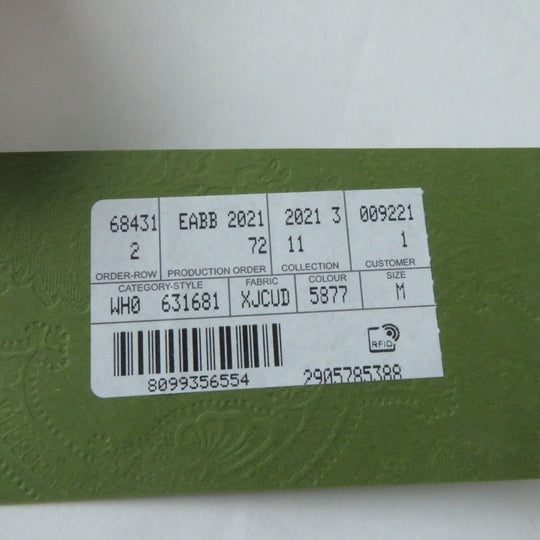 68431 EABB 2021 2021 3 009221
2 72 11 1
ORDER-ROW PRODUCTION ORDER COLLECTION CUSTOMER
CATEGORY-STYLE FABRIC COLOUR SIZE
WH0 631681 XJCUD 5877 M
RFID
8099356554 2905785388